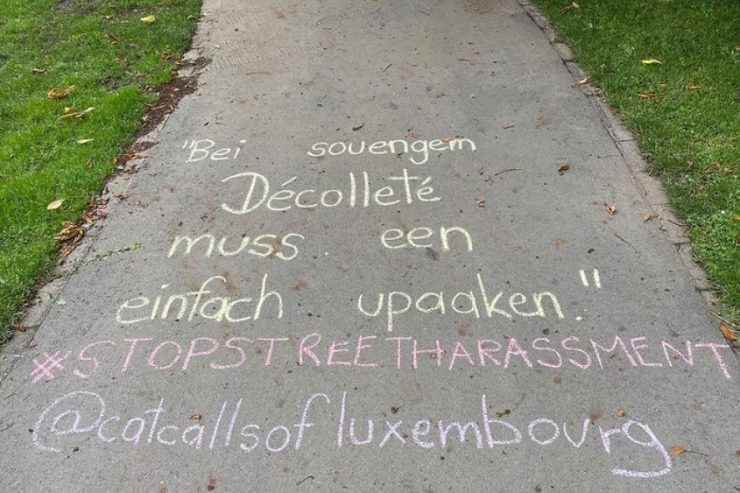 "Bei souengem
Décolleté
muss een
einfach upaaken."
#STOPSTREETHARASSMENT
@catcallsofluxembourg